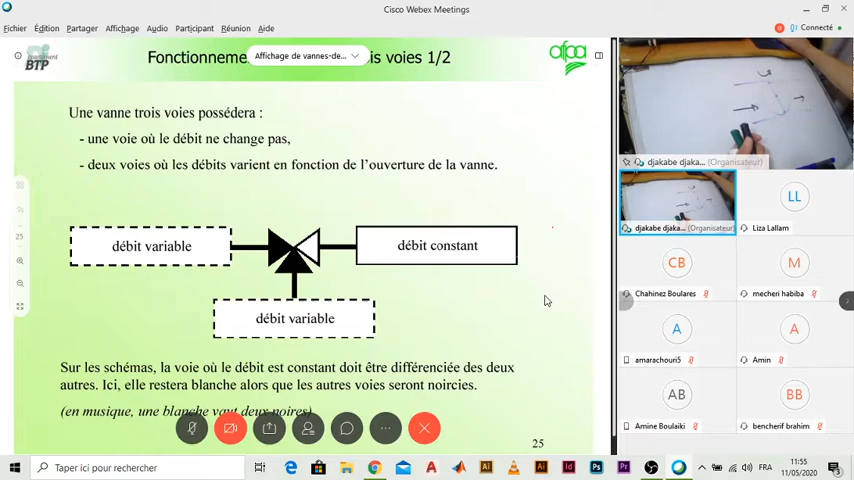 Cisco Webex Meetings
Fichier Édition Partager Affichage Audio Participant Réunion Aide
Connecté
BTP
Fonctionneme
Affichage de vannes-de...
is voies 1/2
afpa
Une vanne trois voies possédera :
- une voie où le débit ne change pas,
- deux voies où les débits varient en fonction de l'ouverture de la vanne.
25
débit variable
débit constant
débit variable
Sur les schémas, la voie où le débit est constant doit être différenciée des deux
autres. Ici, elle restera blanche alors que les autres voies seront noircies.
(en musique, une blanche vaut deux noires)
25
djakabe djaka... (Organisateur)
djakabe djaka... (Organisateur)
LL
Liza Lallam
CB
Chahinez Boulares
M
mecheri habiba
A
amarachouri5
A
Amin
AB
Amine Boulaiki
BB
bencherif brahim
Taper ici pour rechercher
FRA
11:55
11/05/2020
3